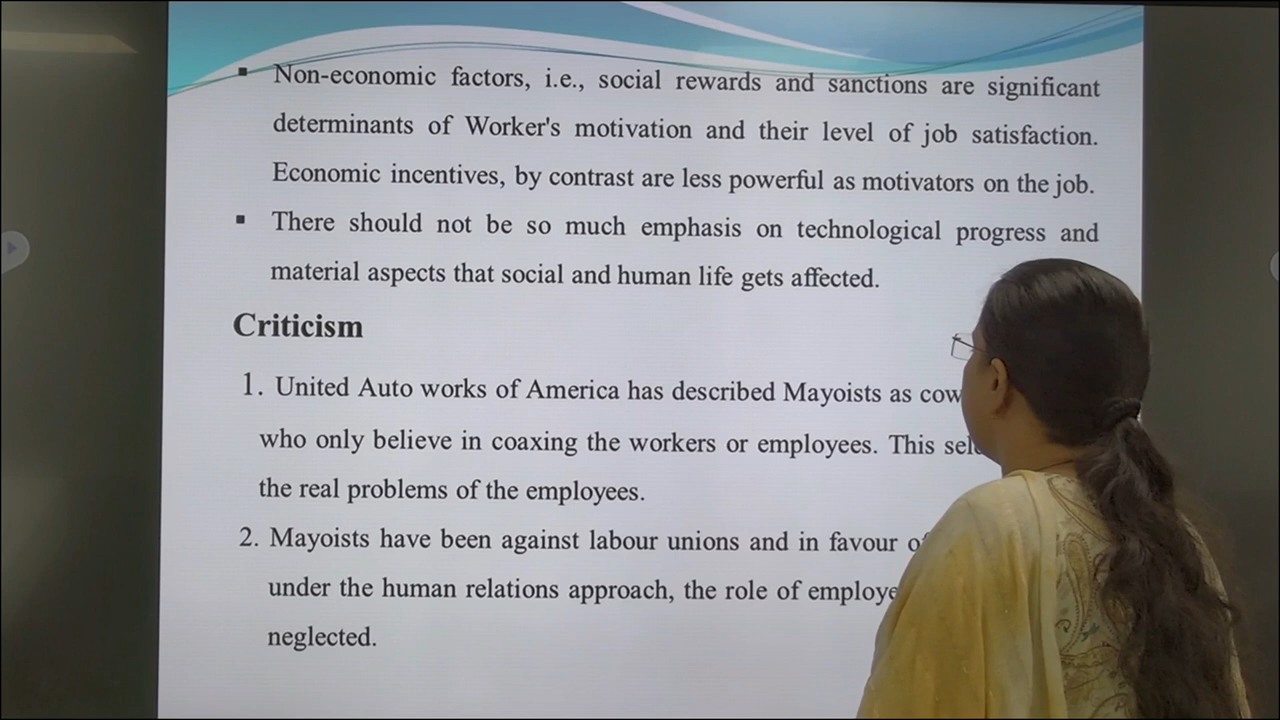 ▪ Non-economic factors, i.e., social rewards and sanctions are significant
determinants of Worker's motivation and their level of job satisfaction.
Economic incentives, by contrast are less powerful as motivators on the job.
▪ There should not be so much emphasis on technological progress and
material aspects that social and human life gets affected.
Criticism
1. United Auto works of America has described Mayoists as
who only believe in coaxing the workers or employees. This
the real problems of the employees.
2. Mayoists have been against labour unions and in favour
under the human relations approach, the role of
neglected.